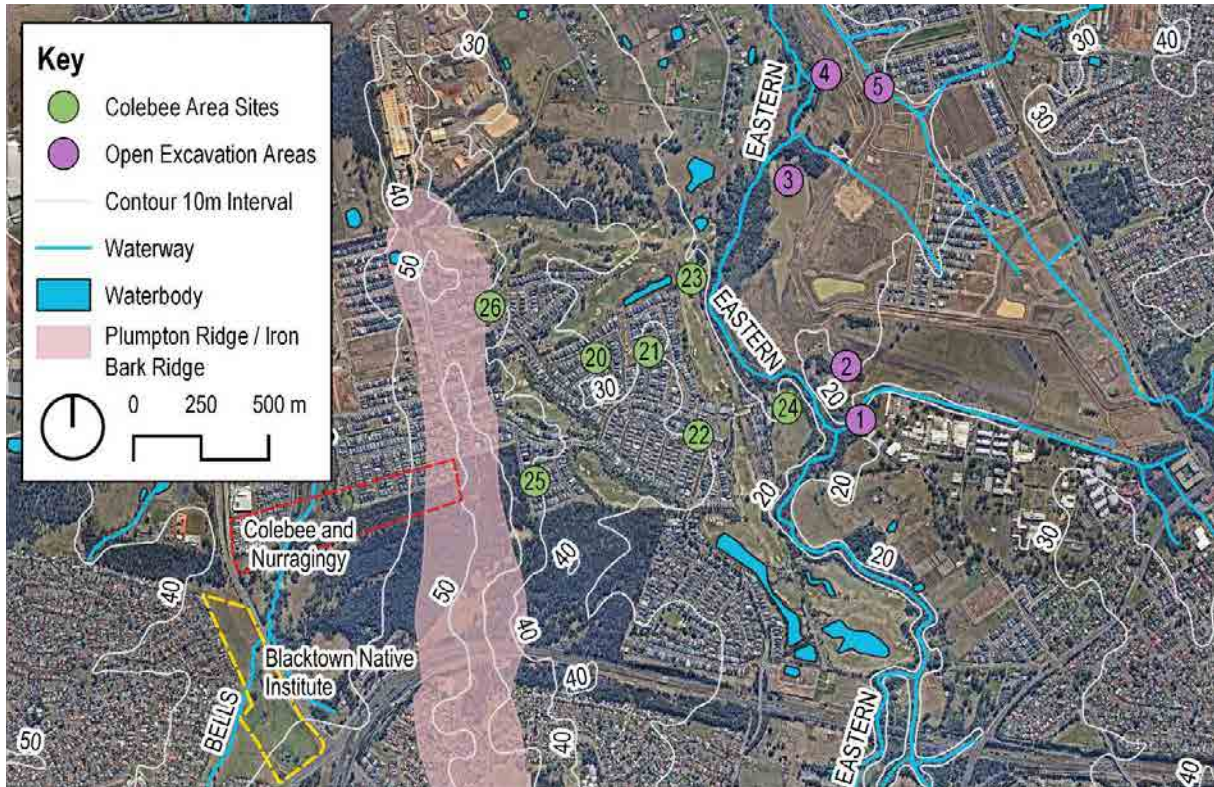 Key
Colebee Area Sites
Open Excavation Areas
Contour 10m Interval
Waterway
Waterbody
Plumpton Ridge / Iron
Bark Ridge
0 250 500 m
30
40
50
26
20
21
30
22
25
23
24
EASTERN
EASTERN
4
5
3
2
20
1
20
20
20
30
40
30
30
Colebee and
Nurragingy
40
50
40
40
40
40
Blacktown Native
Institute
BELLS
50
EASTERN